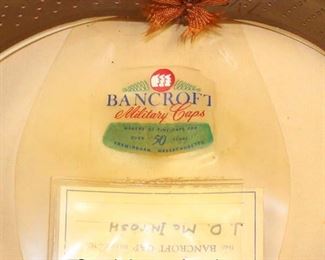 BANCROFT
Military Caps
MAKERS OF FINE CAPS FOR
OVER 50 YEARS
FRAMINGHAM, MASSACHUSETTS
J. D. McINTOSH
BANCROFT CAP